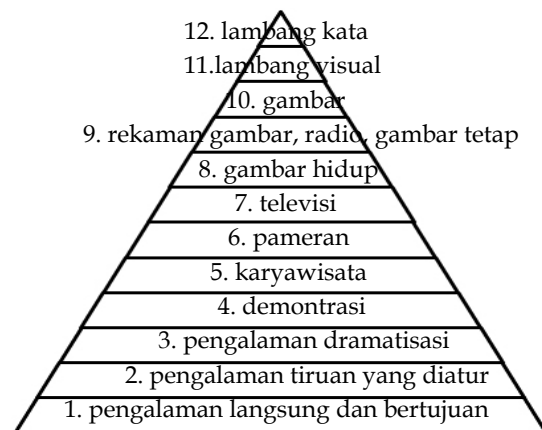 12. lambang kata
11.lambang visual
10. gambar
9. rekaman gambar, radio, gambar tetap
8. gambar hidup
7. televisi
6. pameran
5. karyawisata
4. demontrasi
3. pengalaman dramatisasi
2. pengalaman tiruan yang diatur
1. pengalaman langsung dan bertujuan